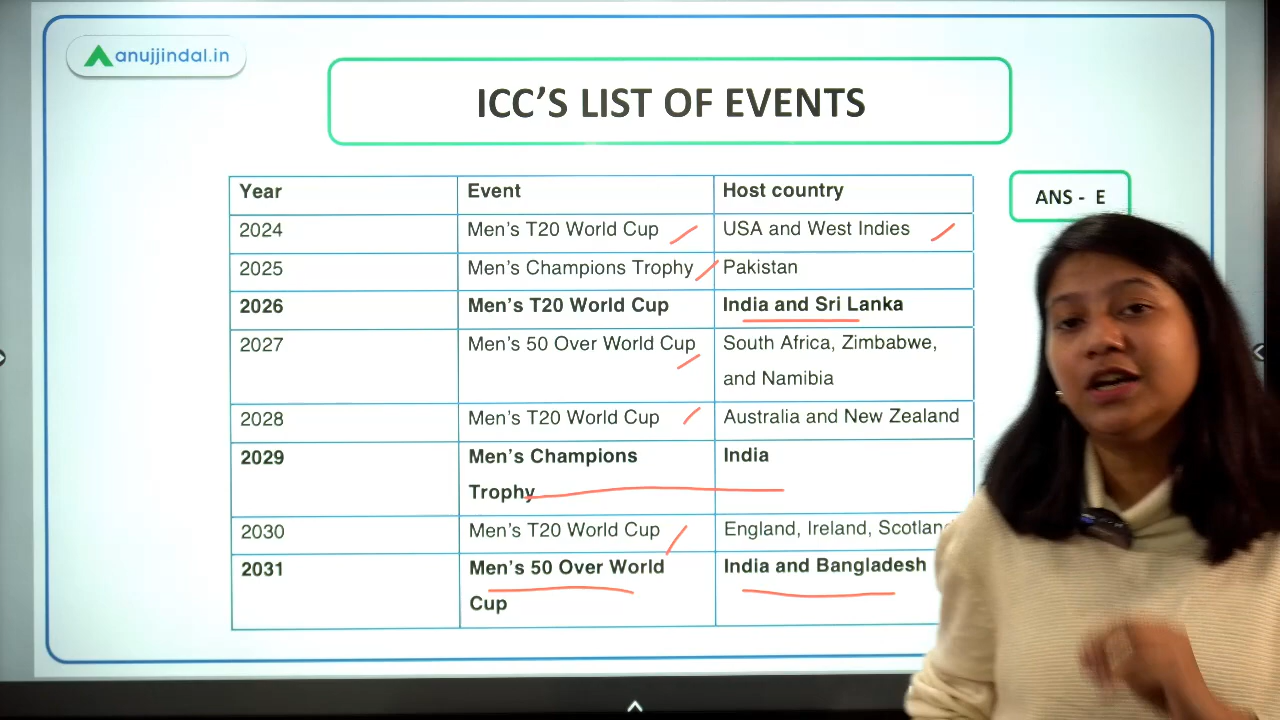 anujjindal.in
ICC'S LIST OF EVENTS
ANS - E
Year Event Host country
2024 Men's T20 World Cup USA and West Indies
2025 Men's Champions Trophy Pakistan
2026 Men's T20 World Cup India and Sri Lanka
2027 Men's 50 Over World Cup South Africa, Zimbabwe,
and Namibia
2028 Men's T20 World Cup Australia and New Zealand
2029 Men's Champions India
Trophy
2030 Men's T20 World Cup England, Ireland, Scotland
2031 Men's 50 Over World India and Bangladesh
Cup